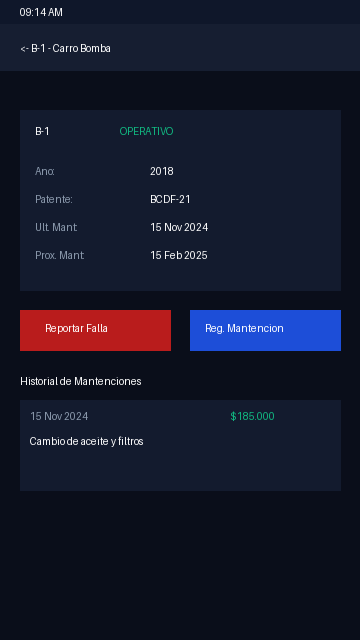 09:14 AM
<- B-1 - Carro Bomba
B-1 OPERATIVO
Ano: 2018
Patente: BCDF-21
Ult. Mant: 15 Nov 2024
Prox. Mant: 15 Feb 2025
Reportar Falla Reg. Mantencion
Historial de Mantenciones
15 Nov 2024 $185.000
Cambio de aceite y filtros